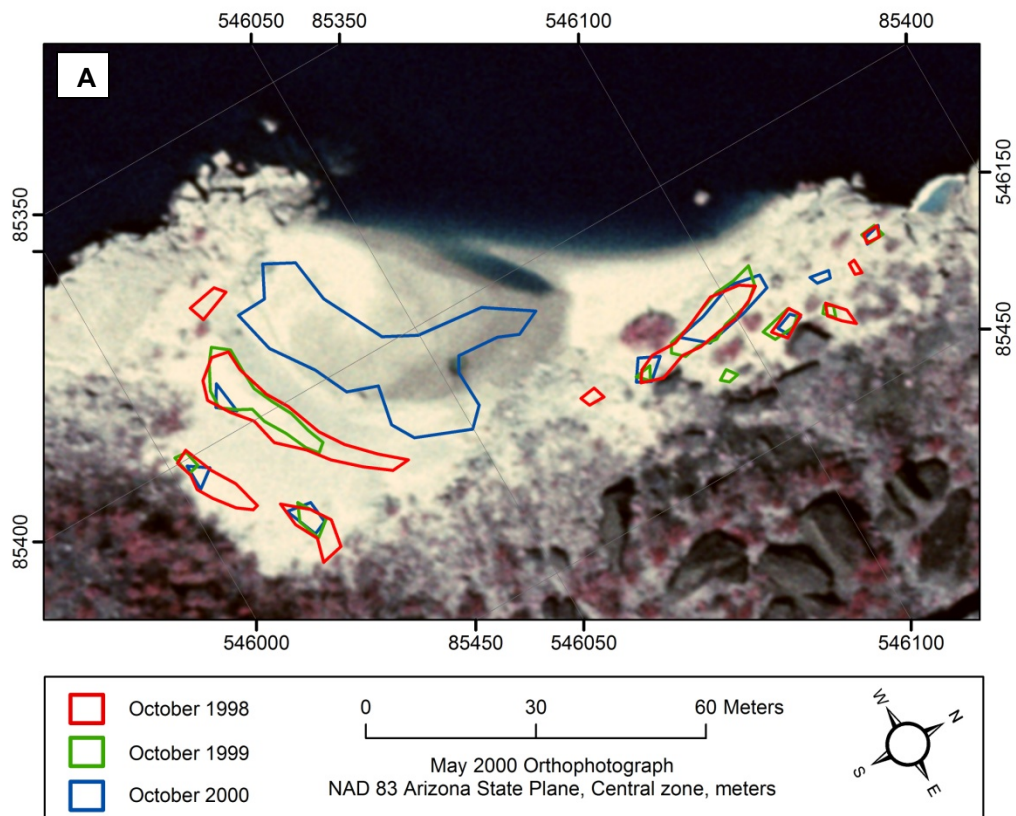 546050 85350 546100 85400
A
85350
546150
85450
85400
546000 85450 546050 546100
October 1998
October 1999
October 2000
0 30 60 Meters
May 2000 Orthophotograph
NAD 83 Arizona State Plane, Central zone, meters
W N
S E